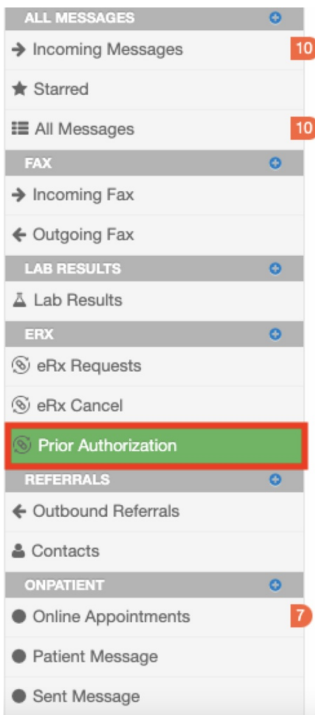 ALL MESSAGES
Incoming Messages 10
Starred
All Messages 10
FAX
Incoming Fax
Outgoing Fax
LAB RESULTS
Lab Results
ERX
eRx Requests
eRx Cancel
Prior Authorization
REFERRALS
Outbound Referrals
Contacts
ONPATIENT
Online Appointments 7
Patient Message
Sent Message